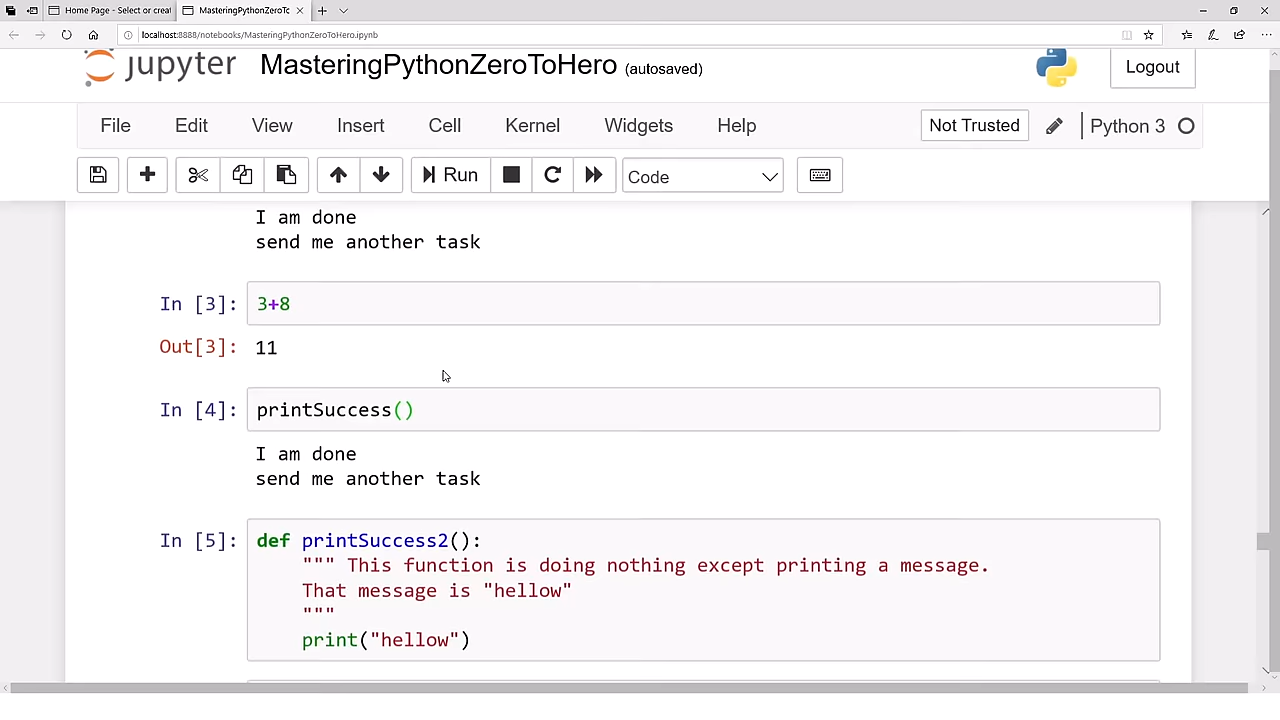 Home Page - Select or creat
MasteringPythonZeroToC
localhost:8888/notebooks/MasteringPythonZeroToHero.ipynb
jupyter MasteringPythonZeroToHero (autosaved)
Logout
File Edit View Insert Cell Kernel Widgets Help
Not Trusted
Python 3
Run
Code
I am done
send me another task
In [3]: 3+8
Out[3]: 11
In [4]: printSuccess()
I am done
send me another task
In [5]: def printSuccess2():
""" This function is doing nothing except printing a message.
That message is "hellow"
"""
print("hellow")